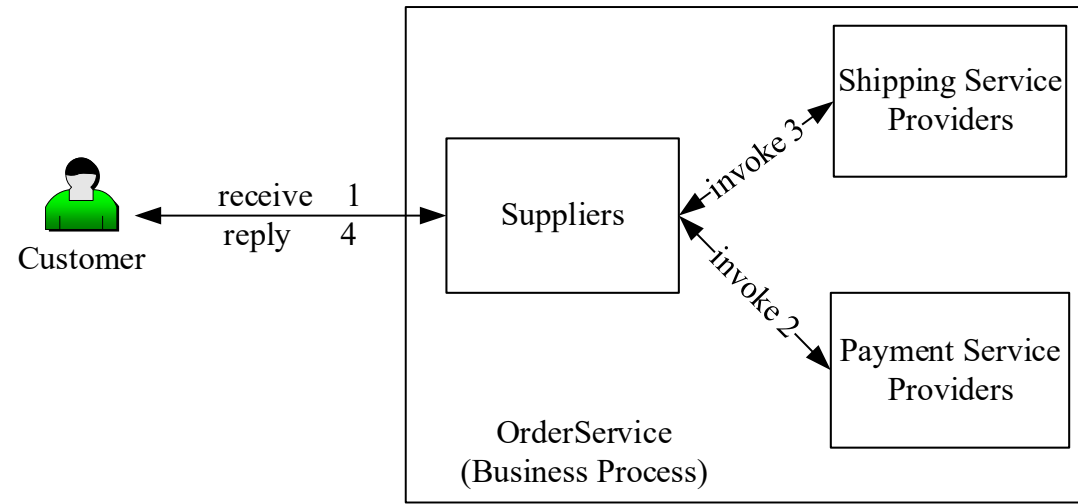 Customer
receive 1
reply 4
Suppliers
invoke 3
invoke 2
Shipping Service
Providers
Payment Service
Providers
OrderService
(Business Process)